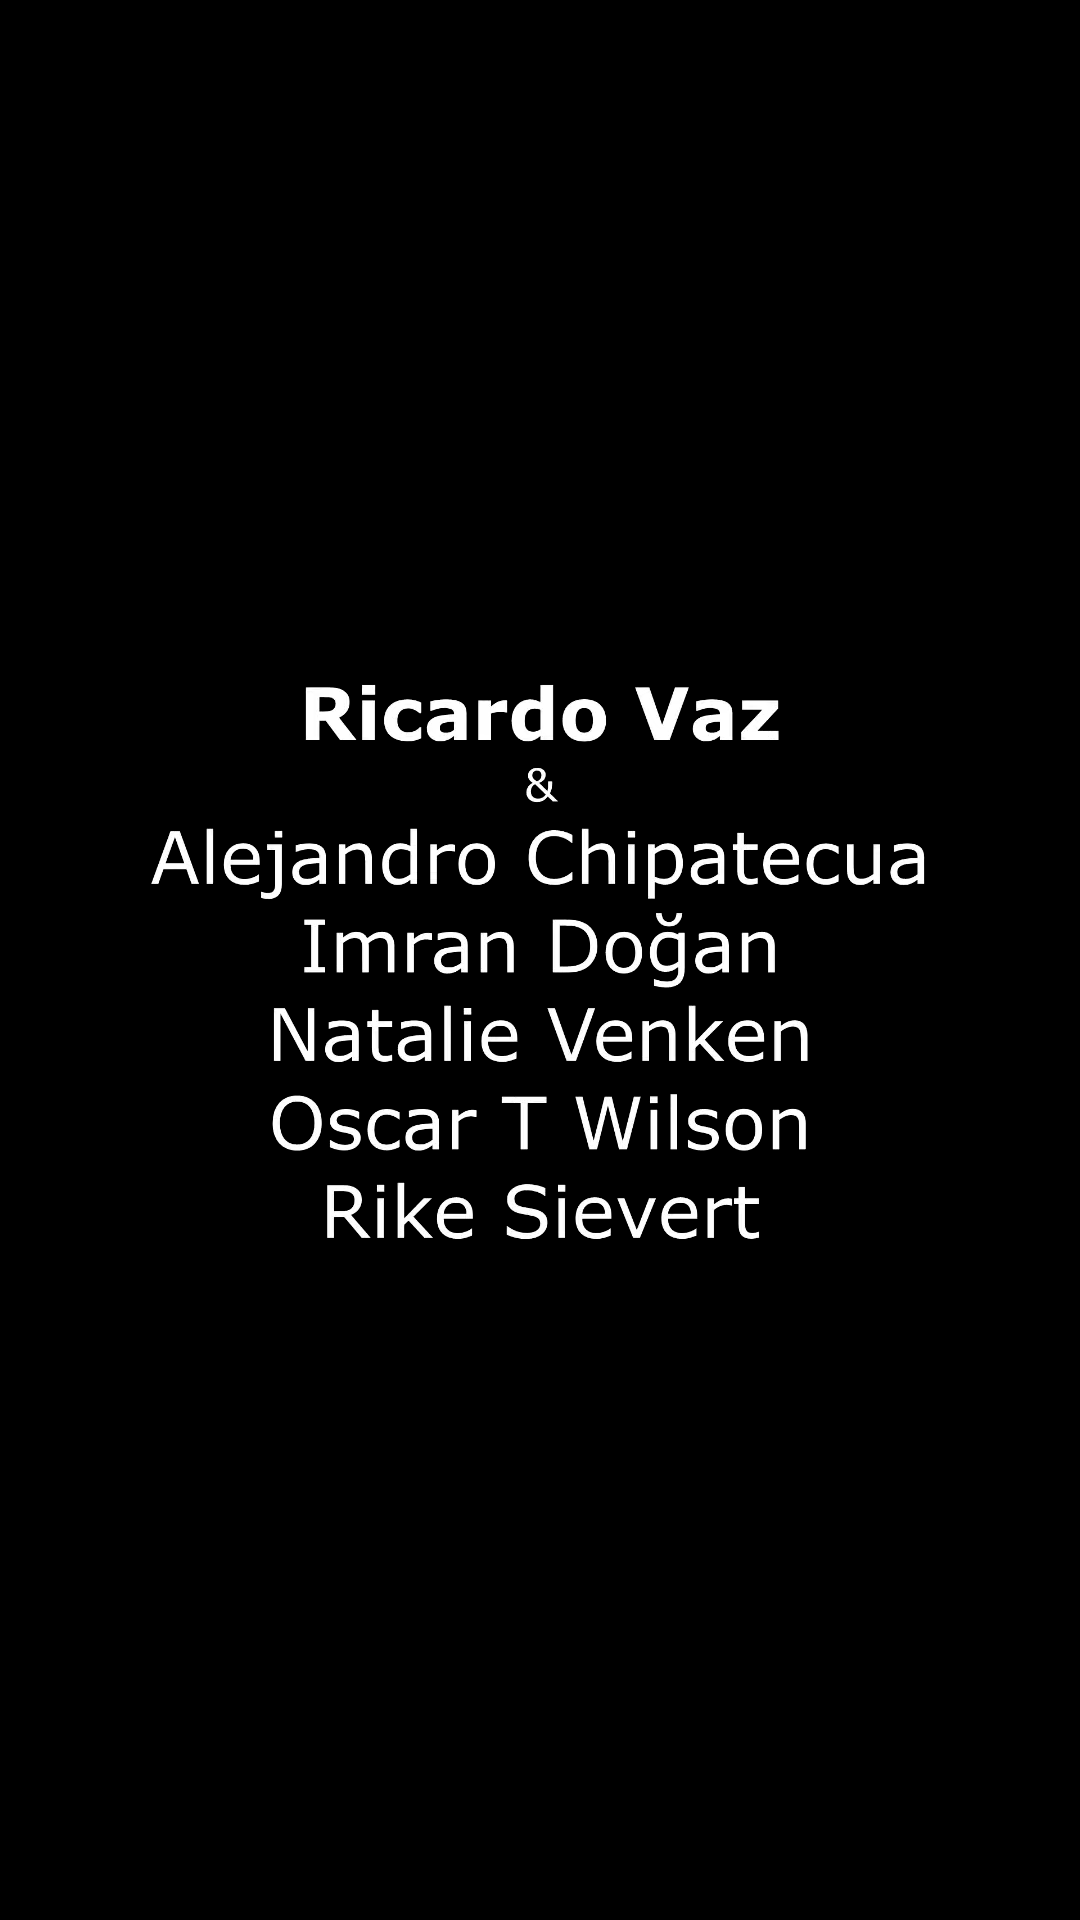 Ricardo Vaz
&
Alejandro Chipatecua
Imran Doğan
Natalie Venken
Oscar T Wilson
Rike Sievert